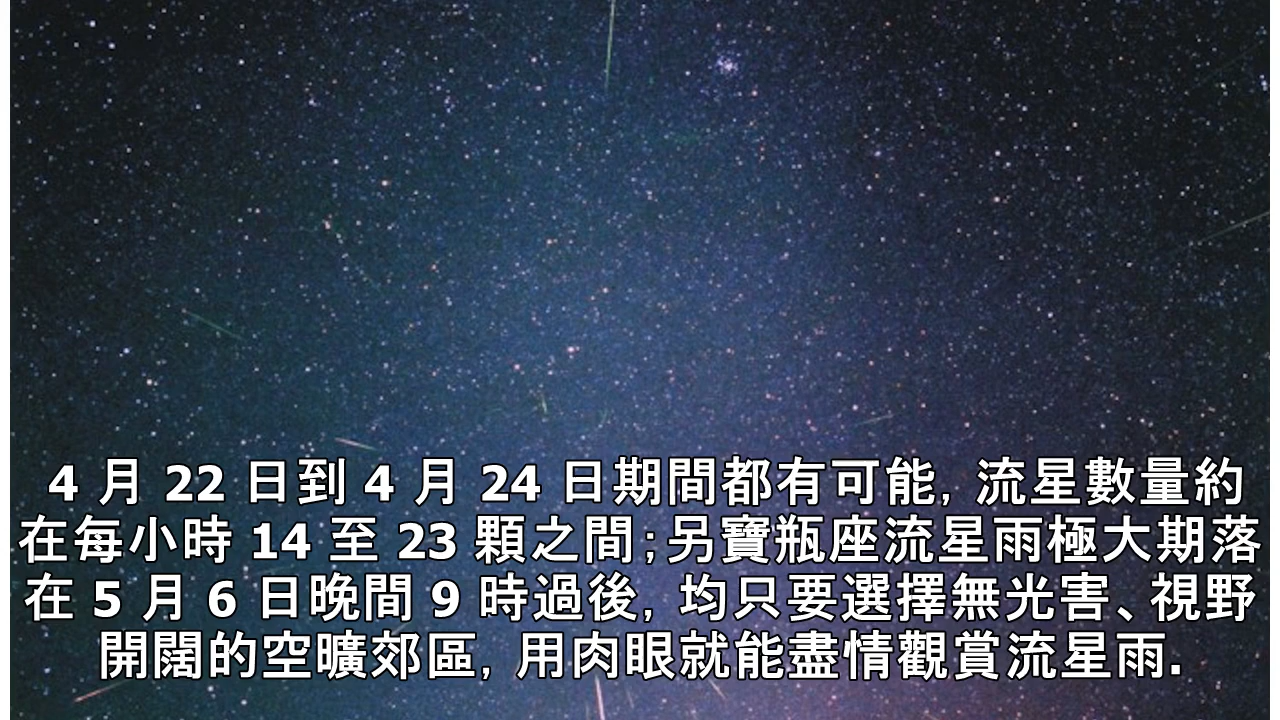 4 月 22 日到 4 月 24 日期間都有可能, 流星數量約
在每小時 14 至 23 顆之間;另寶瓶座流星雨極大期落
在 5 月 6 日晚間 9 時過後, 均只要選擇無光害、視野
開闊的空曠郊區, 用肉眼就能盡情觀賞流星雨.